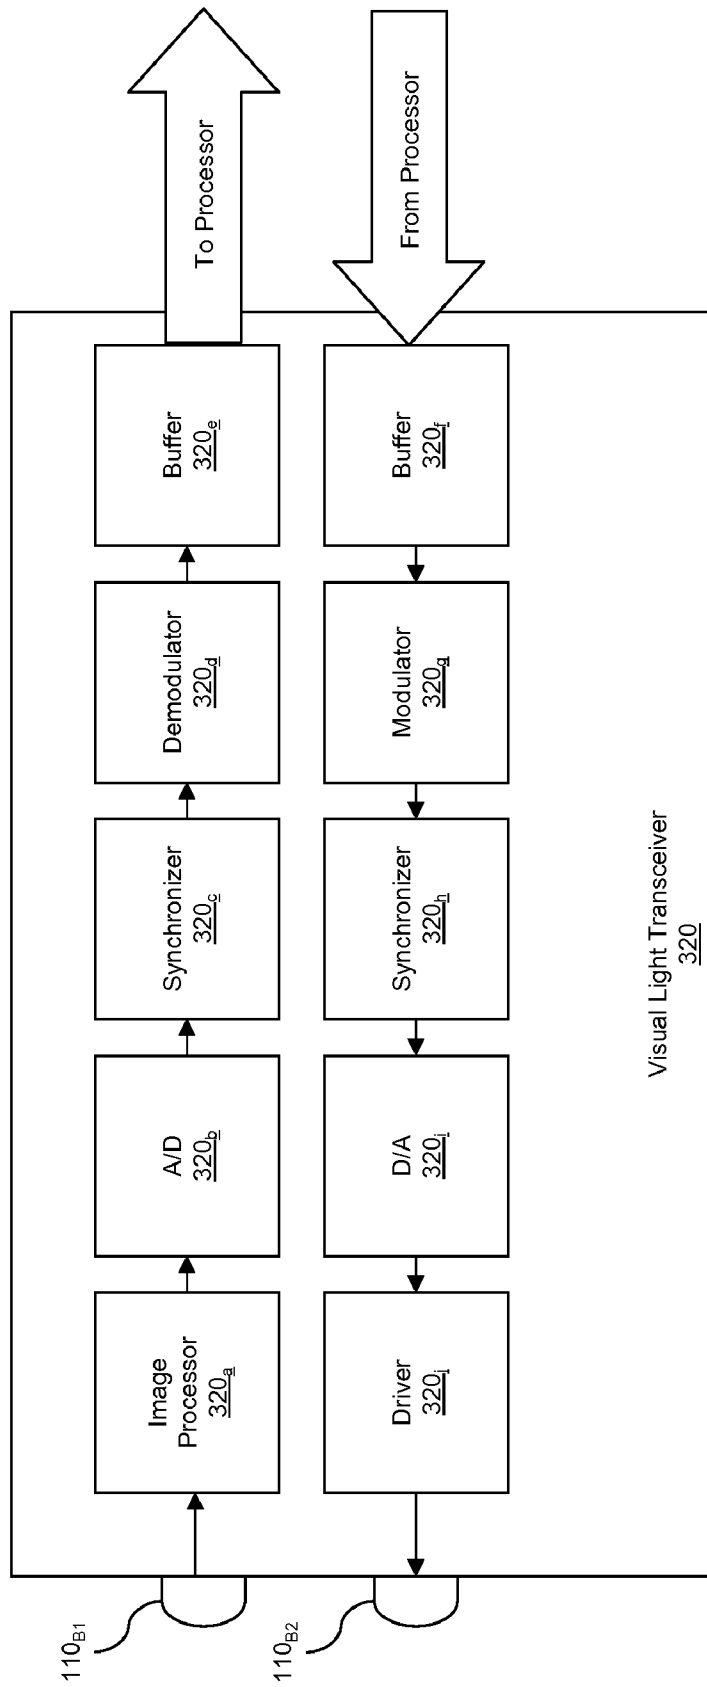 110B1
Image
Processor
320a
A/D
320b
Synchronizer
320c
Demodulator
320d
Buffer
320e
To Processor
110B2
Driver
320j
D/A
320i
Synchronizer
320h
Modulator
320g
Buffer
320f
From Processor
Visual Light Transceiver
320